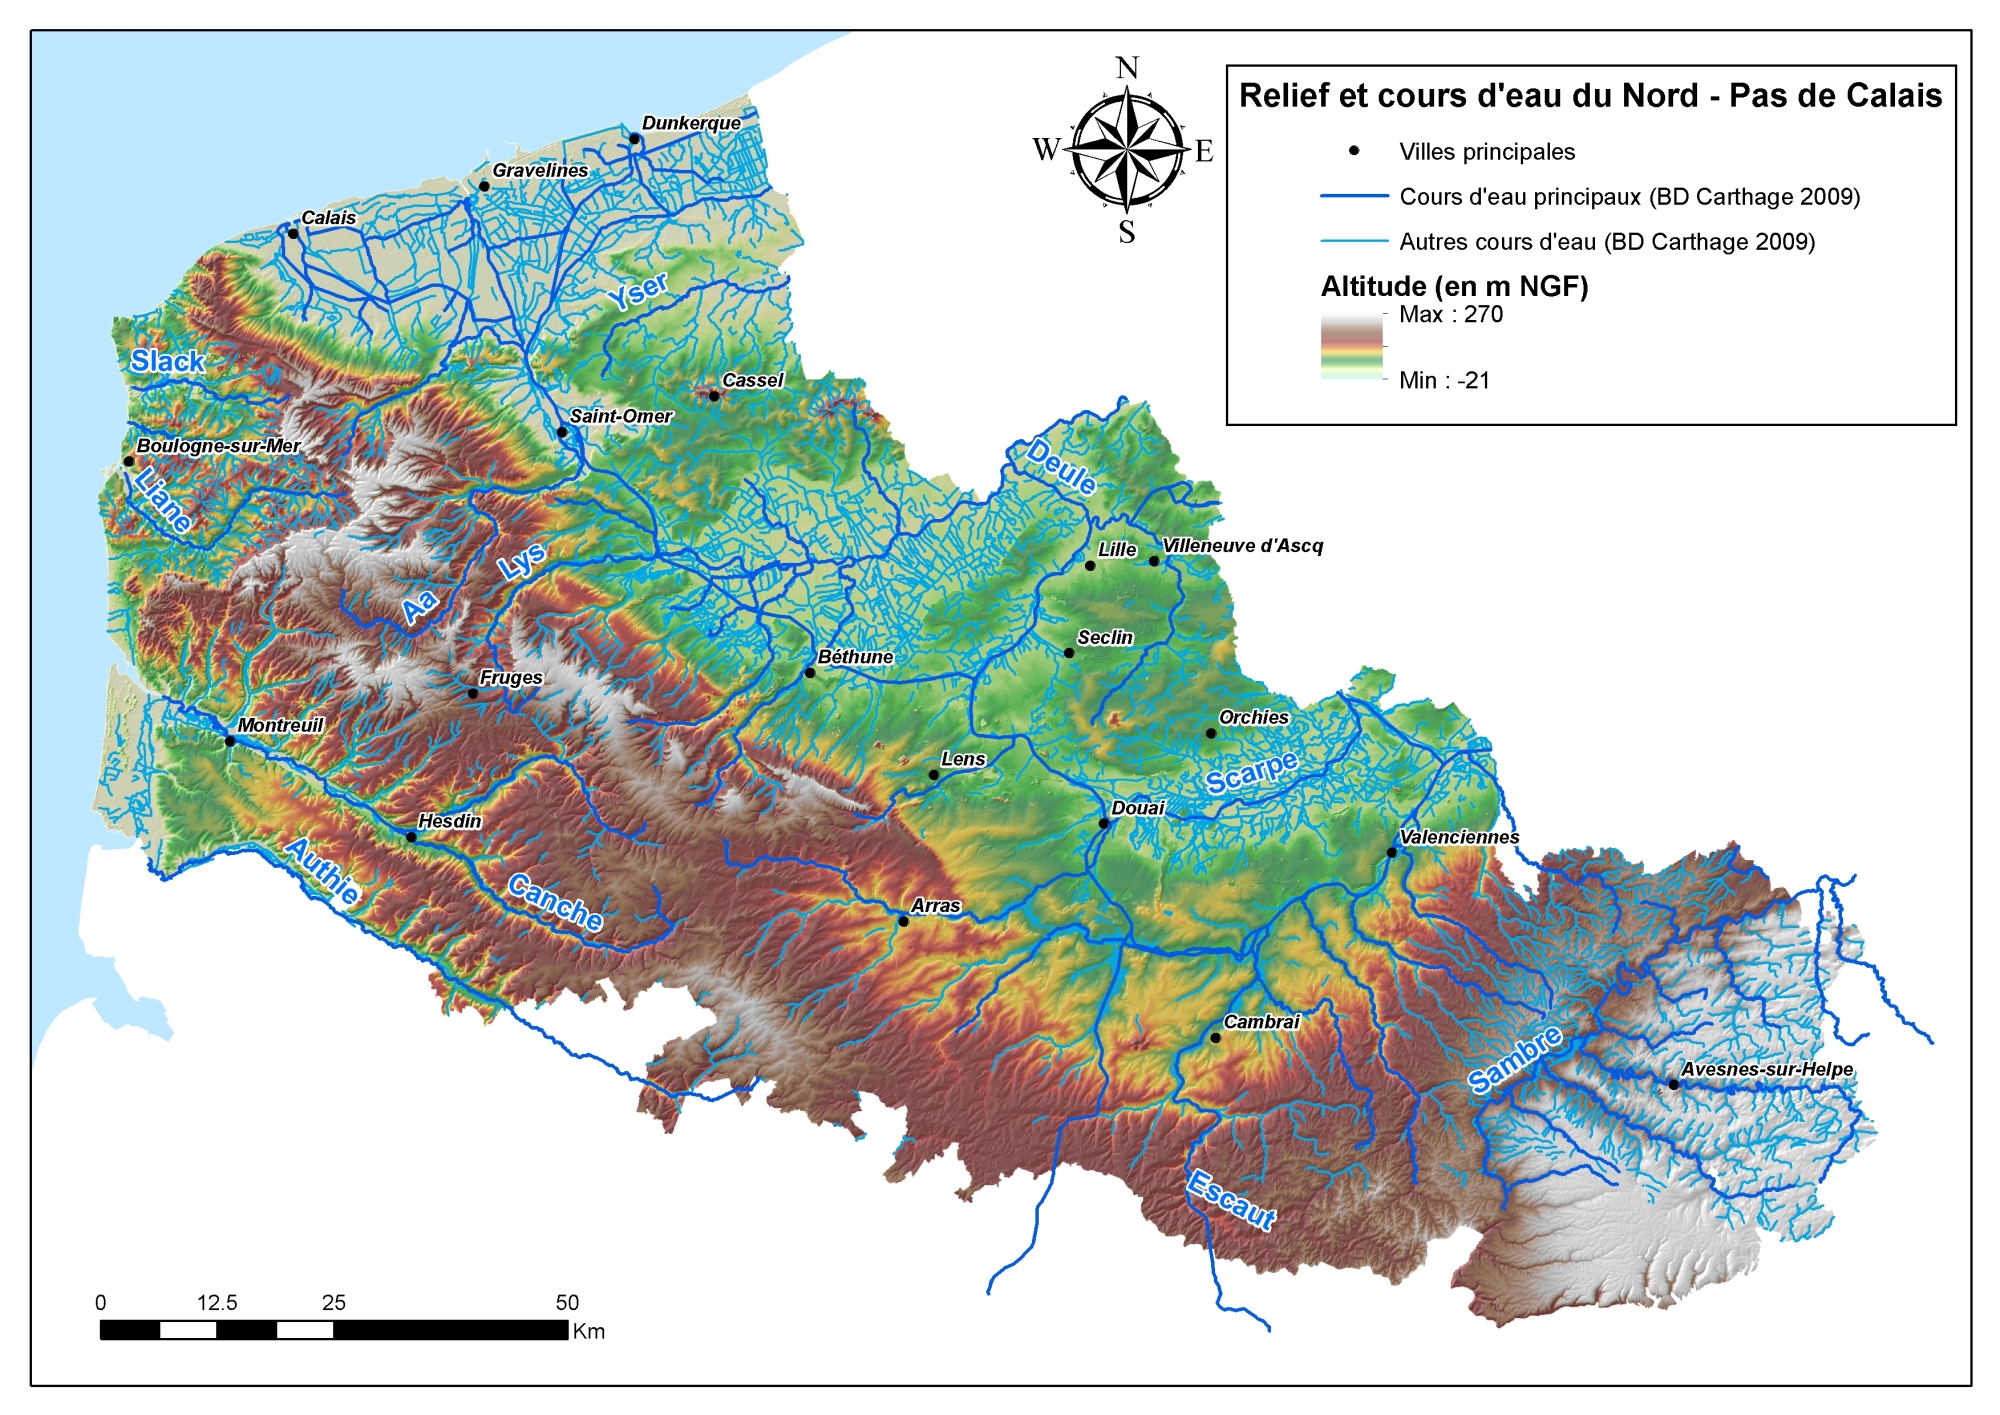 N
W
E
S
Relief et cours d'eau du Nord - Pas de Calais
Villes principales
Cours d'eau principaux (BD Carthage 2009)
Autres cours d'eau (BD Carthage 2009)
Altitude (en m NGF)
Max : 270
Min : -21
Dunkerque
Gravelines
Calais
Yser
Slack
Cassel
Saint-Omer
Boulogne-sur-Mer
Deule
Liane
Lille
Villeneuve d'Ascq
Lys
Aa
Seclin
Béthune
Fruges
Orchies
Montreuil
Lens
Scarpe
Douai
Hesdin
Valenciennes
Authie
Canche
Arras
Cambrai
Sambre
Avesnes-sur-Helpe
Escaut
0 12.5 25 50
Km